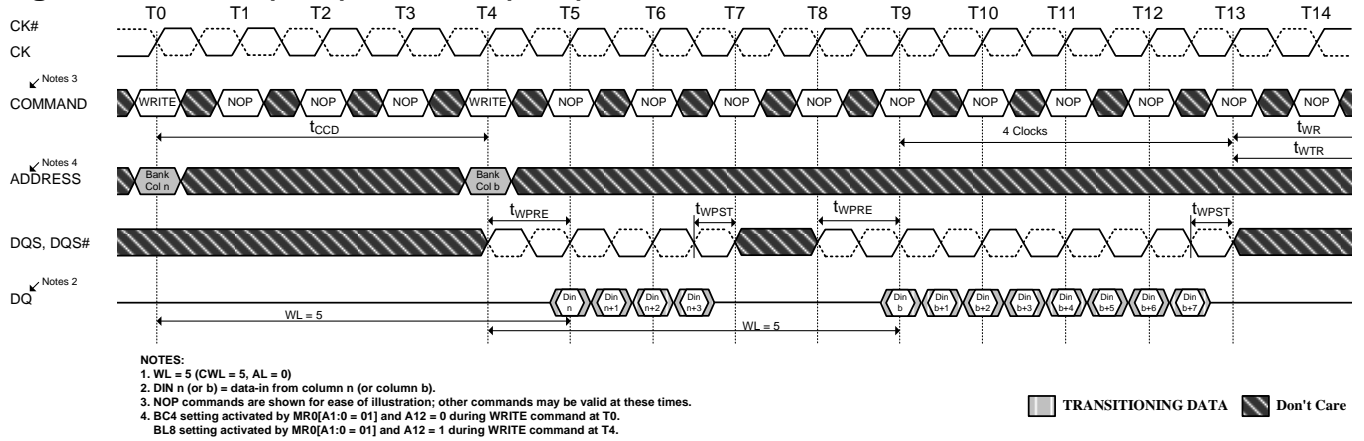 T0 T1 T2 T3 T4 T5 T6 T7 T8 T9 T10 T11 T12 T13 T14
CK#
CK
Notes 3
COMMAND
WRITE NOP NOP NOP WRITE NOP NOP NOP NOP NOP NOP NOP NOP NOP NOP
tCCD
4 Clocks
tWR
tWTR
Notes 4
ADDRESS
Bank Col n
Bank Col b
tWPRE
tWPST
tWPRE
tWPST
DQS, DQS#
Notes 2
DQ
Din n
Din n+1
Din n+2
Din n+3
Din b
Din b+1
Din b+2
Din b+3
Din b+4
Din b+5
Din b+6
Din b+7
WL = 5
WL = 5
NOTES:
1. WL = 5 (CWL = 5, AL = 0)
2. DIN n (or b) = data-in from column n (or column b).
3. NOP commands are shown for ease of illustration; other commands may be valid at these times.
4. BC4 setting activated by MR0[A1:0 = 01] and A12 = 0 during WRITE command at T0.
BL8 setting activated by MR0[A1:0 = 01] and A12 = 1 during WRITE command at T4.
TRANSITIONING DATA
Don't Care